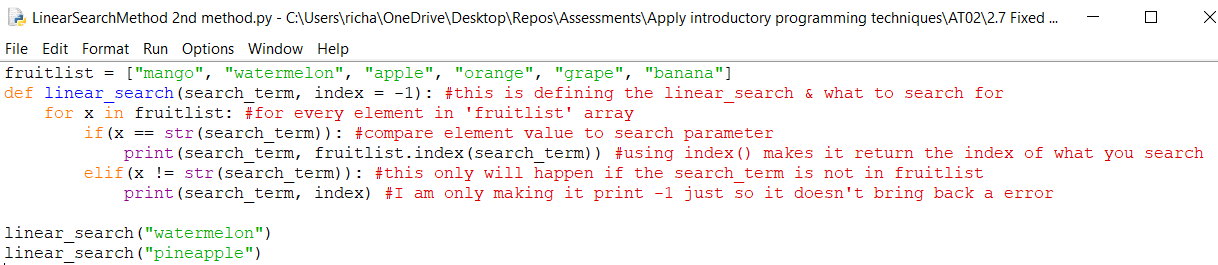 LinearSearchMethod 2nd method.py - C:\Users\richa\OneDrive\Desktop\Repos\Assessments\Apply introductory programming techniques\AT02\2.7 Fixed ...
File Edit Format Run Options Window Help
fruitlist = ["mango", "watermelon", "apple", "orange", "grape", "banana"]
def linear_search(search_term, index = -1): #this is defining the linear_search & what to search for
    for x in fruitlist: #for every element in 'fruitlist' array
        if(x == str(search_term)): #compare element value to search parameter
            print(search_term, fruitlist.index(search_term)) #using index() makes it return the index of what you search
        elif(x != str(search_term)): #this only will happen if the search_term is not in fruitlist
            print(search_term, index) #I am only making it print -1 just so it doesn't bring back a error
linear_search("watermelon")
linear_search("pineapple")